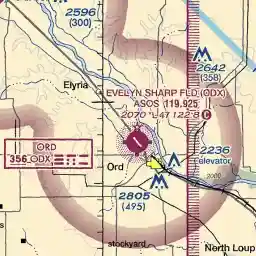 2596
(300)
2642
(358)
Elyria
EVELYN SHARP FLD (ODX)
ASOS 119.925
2070 *L 47 122.8 C
ORD
356 ODX
Ord
2236
elevator
2000
2805
(495)
stockyard
North Loup